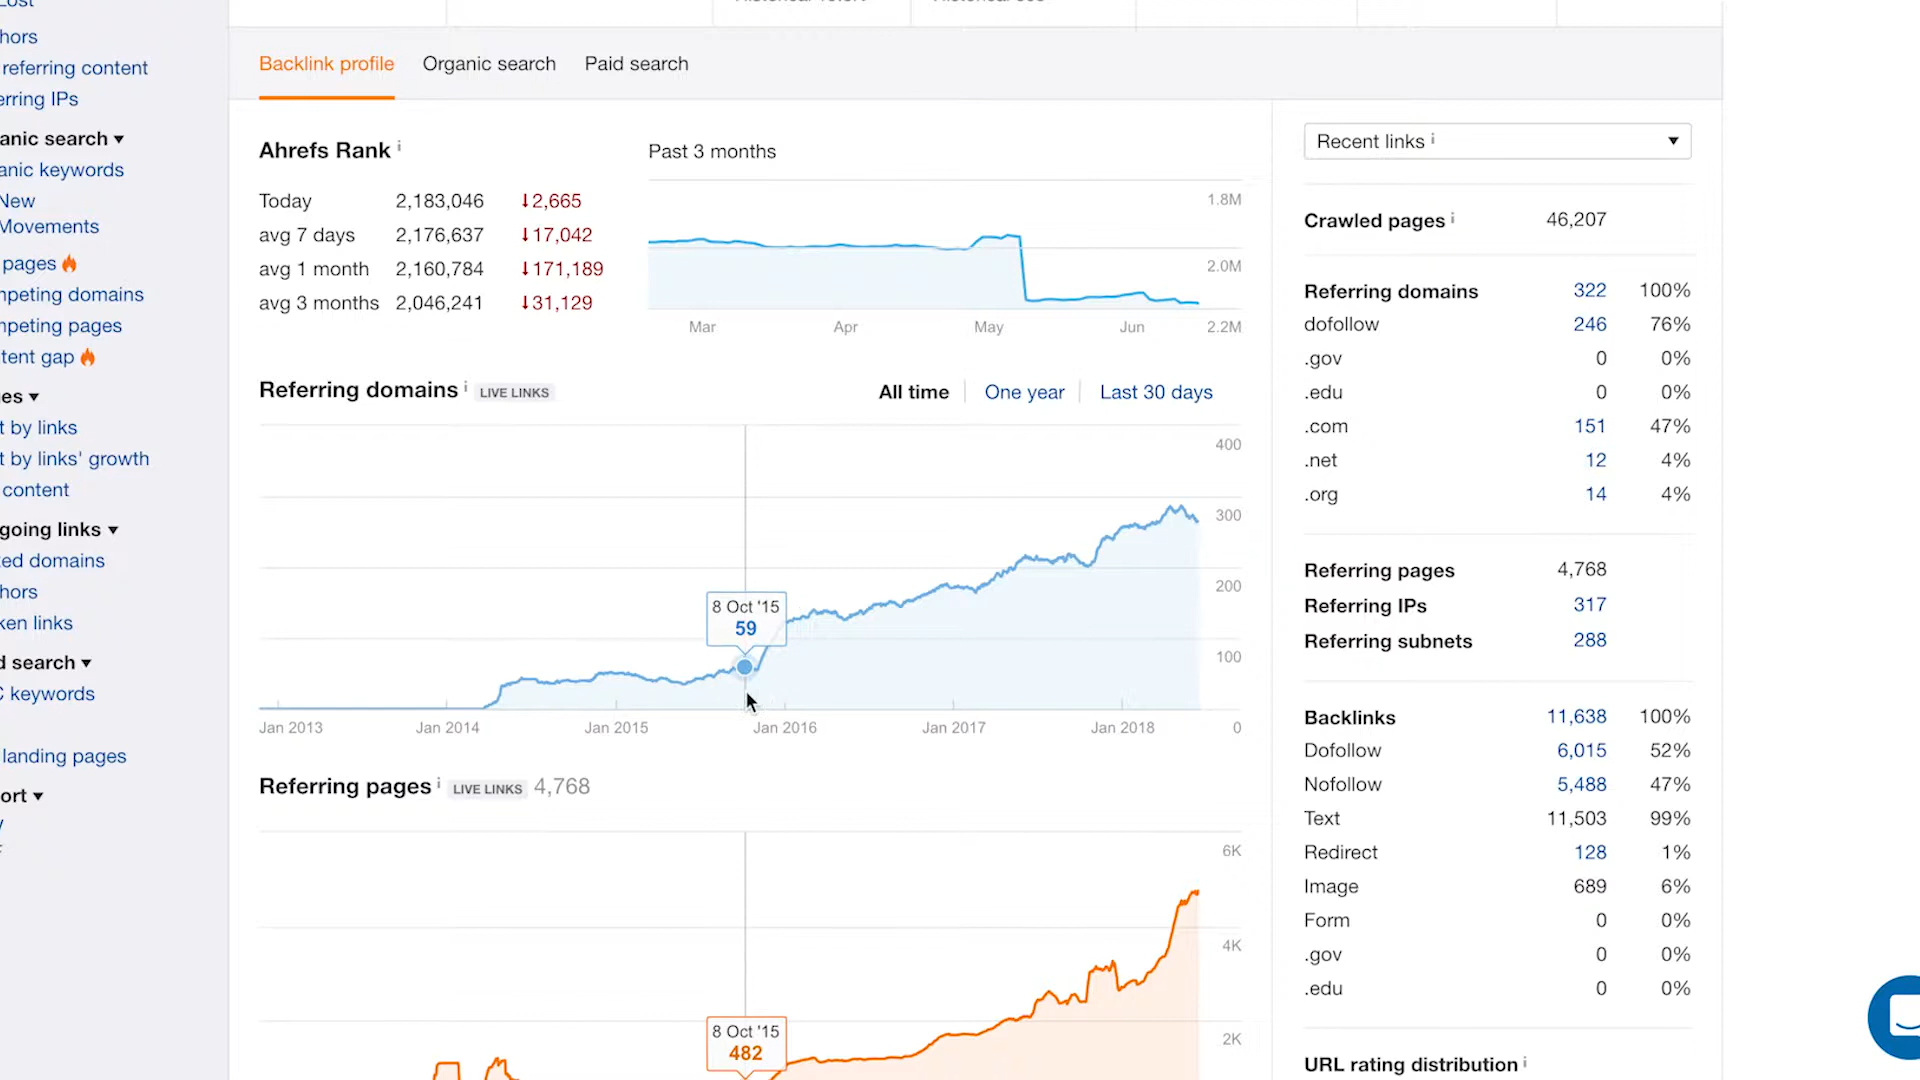 hors
referring content
erring IPs
anic search ▾
anic keywords
New
Movements
pages
mpeting domains
mpeting pages
tent gap
es ▾
t by links
t by links' growth
content
going links ▾
ked domains
hors
ken links
d search ▾
C keywords
landing pages
ort ▾
Backlink profile Organic search Paid search
Ahrefs Rank i
Today 2,183,046 ↓2,665
avg 7 days 2,176,637 ↓17,042
avg 1 month 2,160,784 ↓171,189
avg 3 months 2,046,241 ↓31,129
Past 3 months
1.8M
2.0M
2.2M
Mar Apr May Jun
Referring domains i LIVE LINKS
All time One year Last 30 days
400
300
200
100
0
8 Oct '15
59
Jan 2013 Jan 2014 Jan 2015 Jan 2016 Jan 2017 Jan 2018
Referring pages i LIVE LINKS 4,768
6K
4K
2K
8 Oct '15
482
Recent links i
Crawled pages i 46,207
Referring domains 322 100%
dofollow 246 76%
.gov 0 0%
.edu 0 0%
.com 151 47%
.net 12 4%
.org 14 4%
Referring pages 4,768
Referring IPs 317
Referring subnets 288
Backlinks 11,638 100%
Dofollow 6,015 52%
Nofollow 5,488 47%
Text 11,503 99%
Redirect 128 1%
Image 689 6%
Form 0 0%
.gov 0 0%
.edu 0 0%
URL rating distribution i